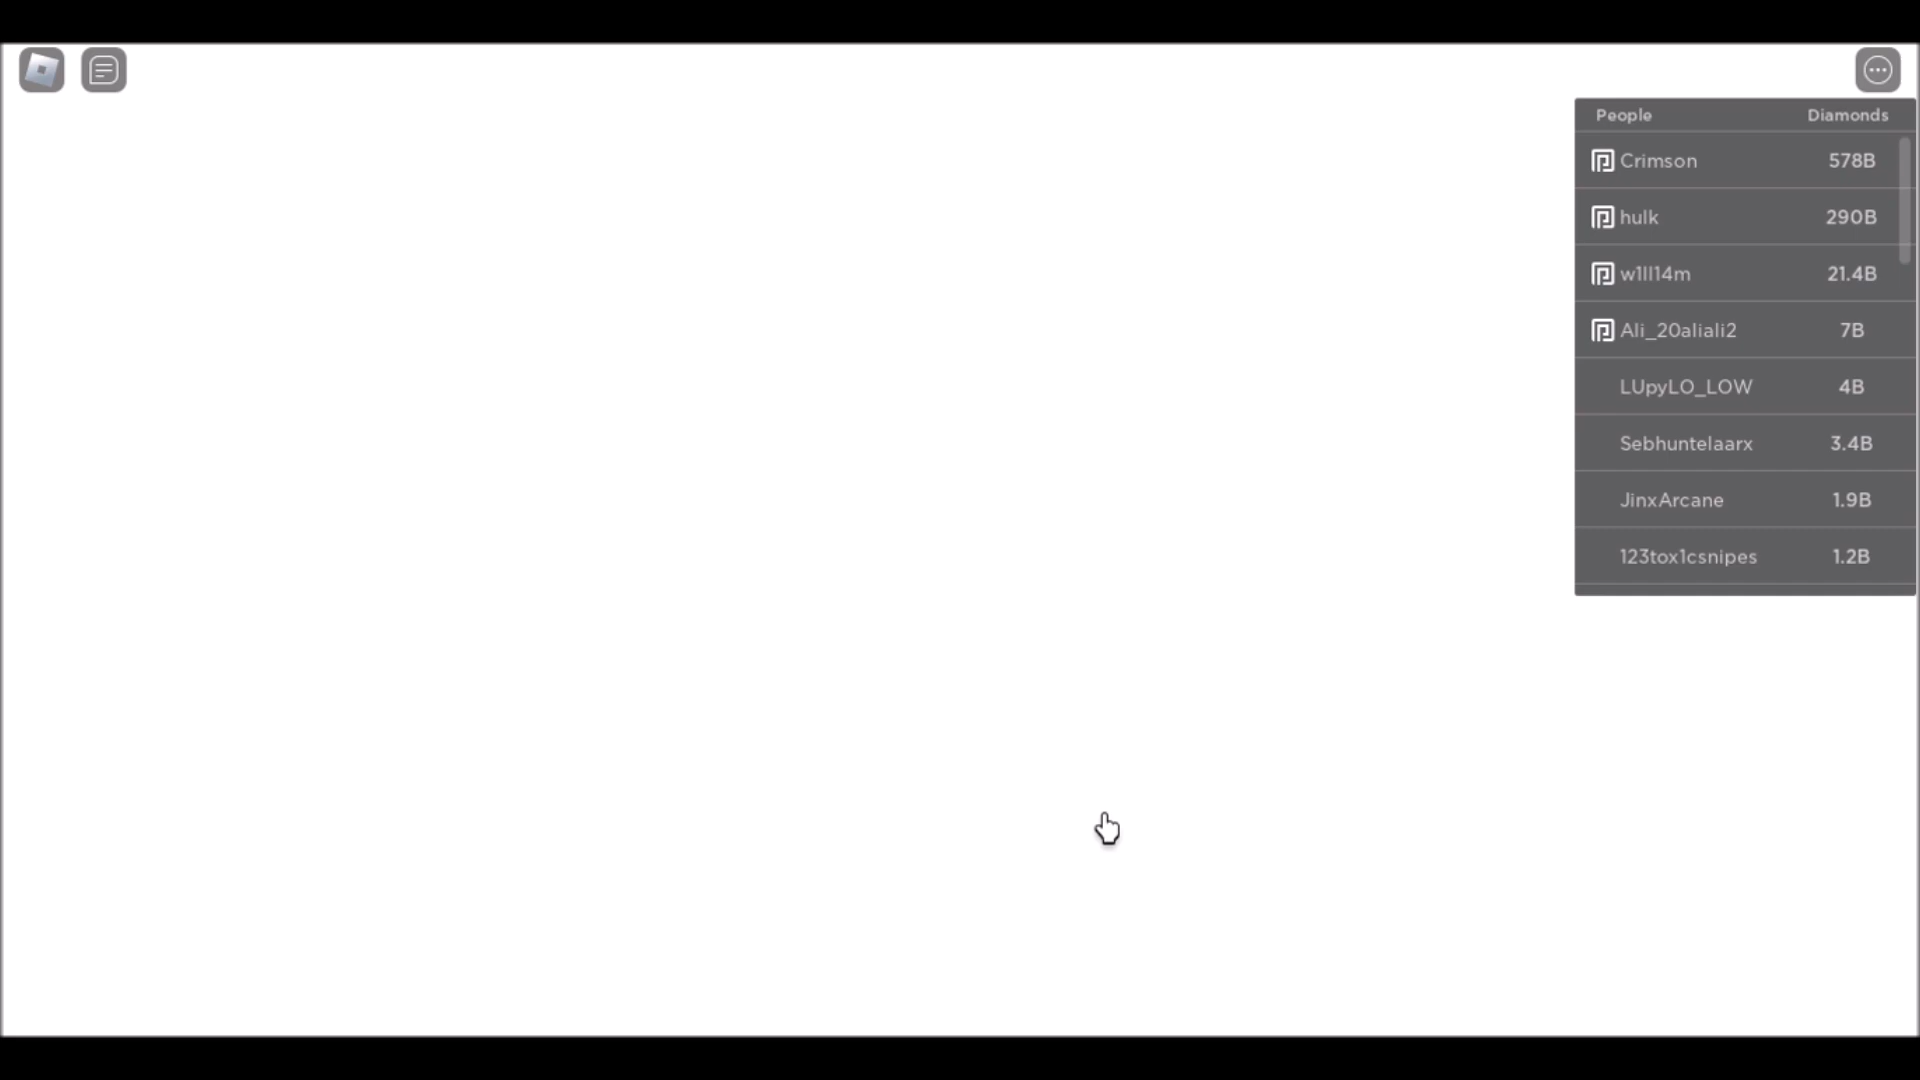 People Diamonds
Crimson 578B
hulk 290B
w1ll14m 21.4B
Ali_20aliali2 7B
LUpyLO_LOW 4B
Sebhuntelaarx 3.4B
JinxArcane 1.9B
123tox1csnipes 1.2B